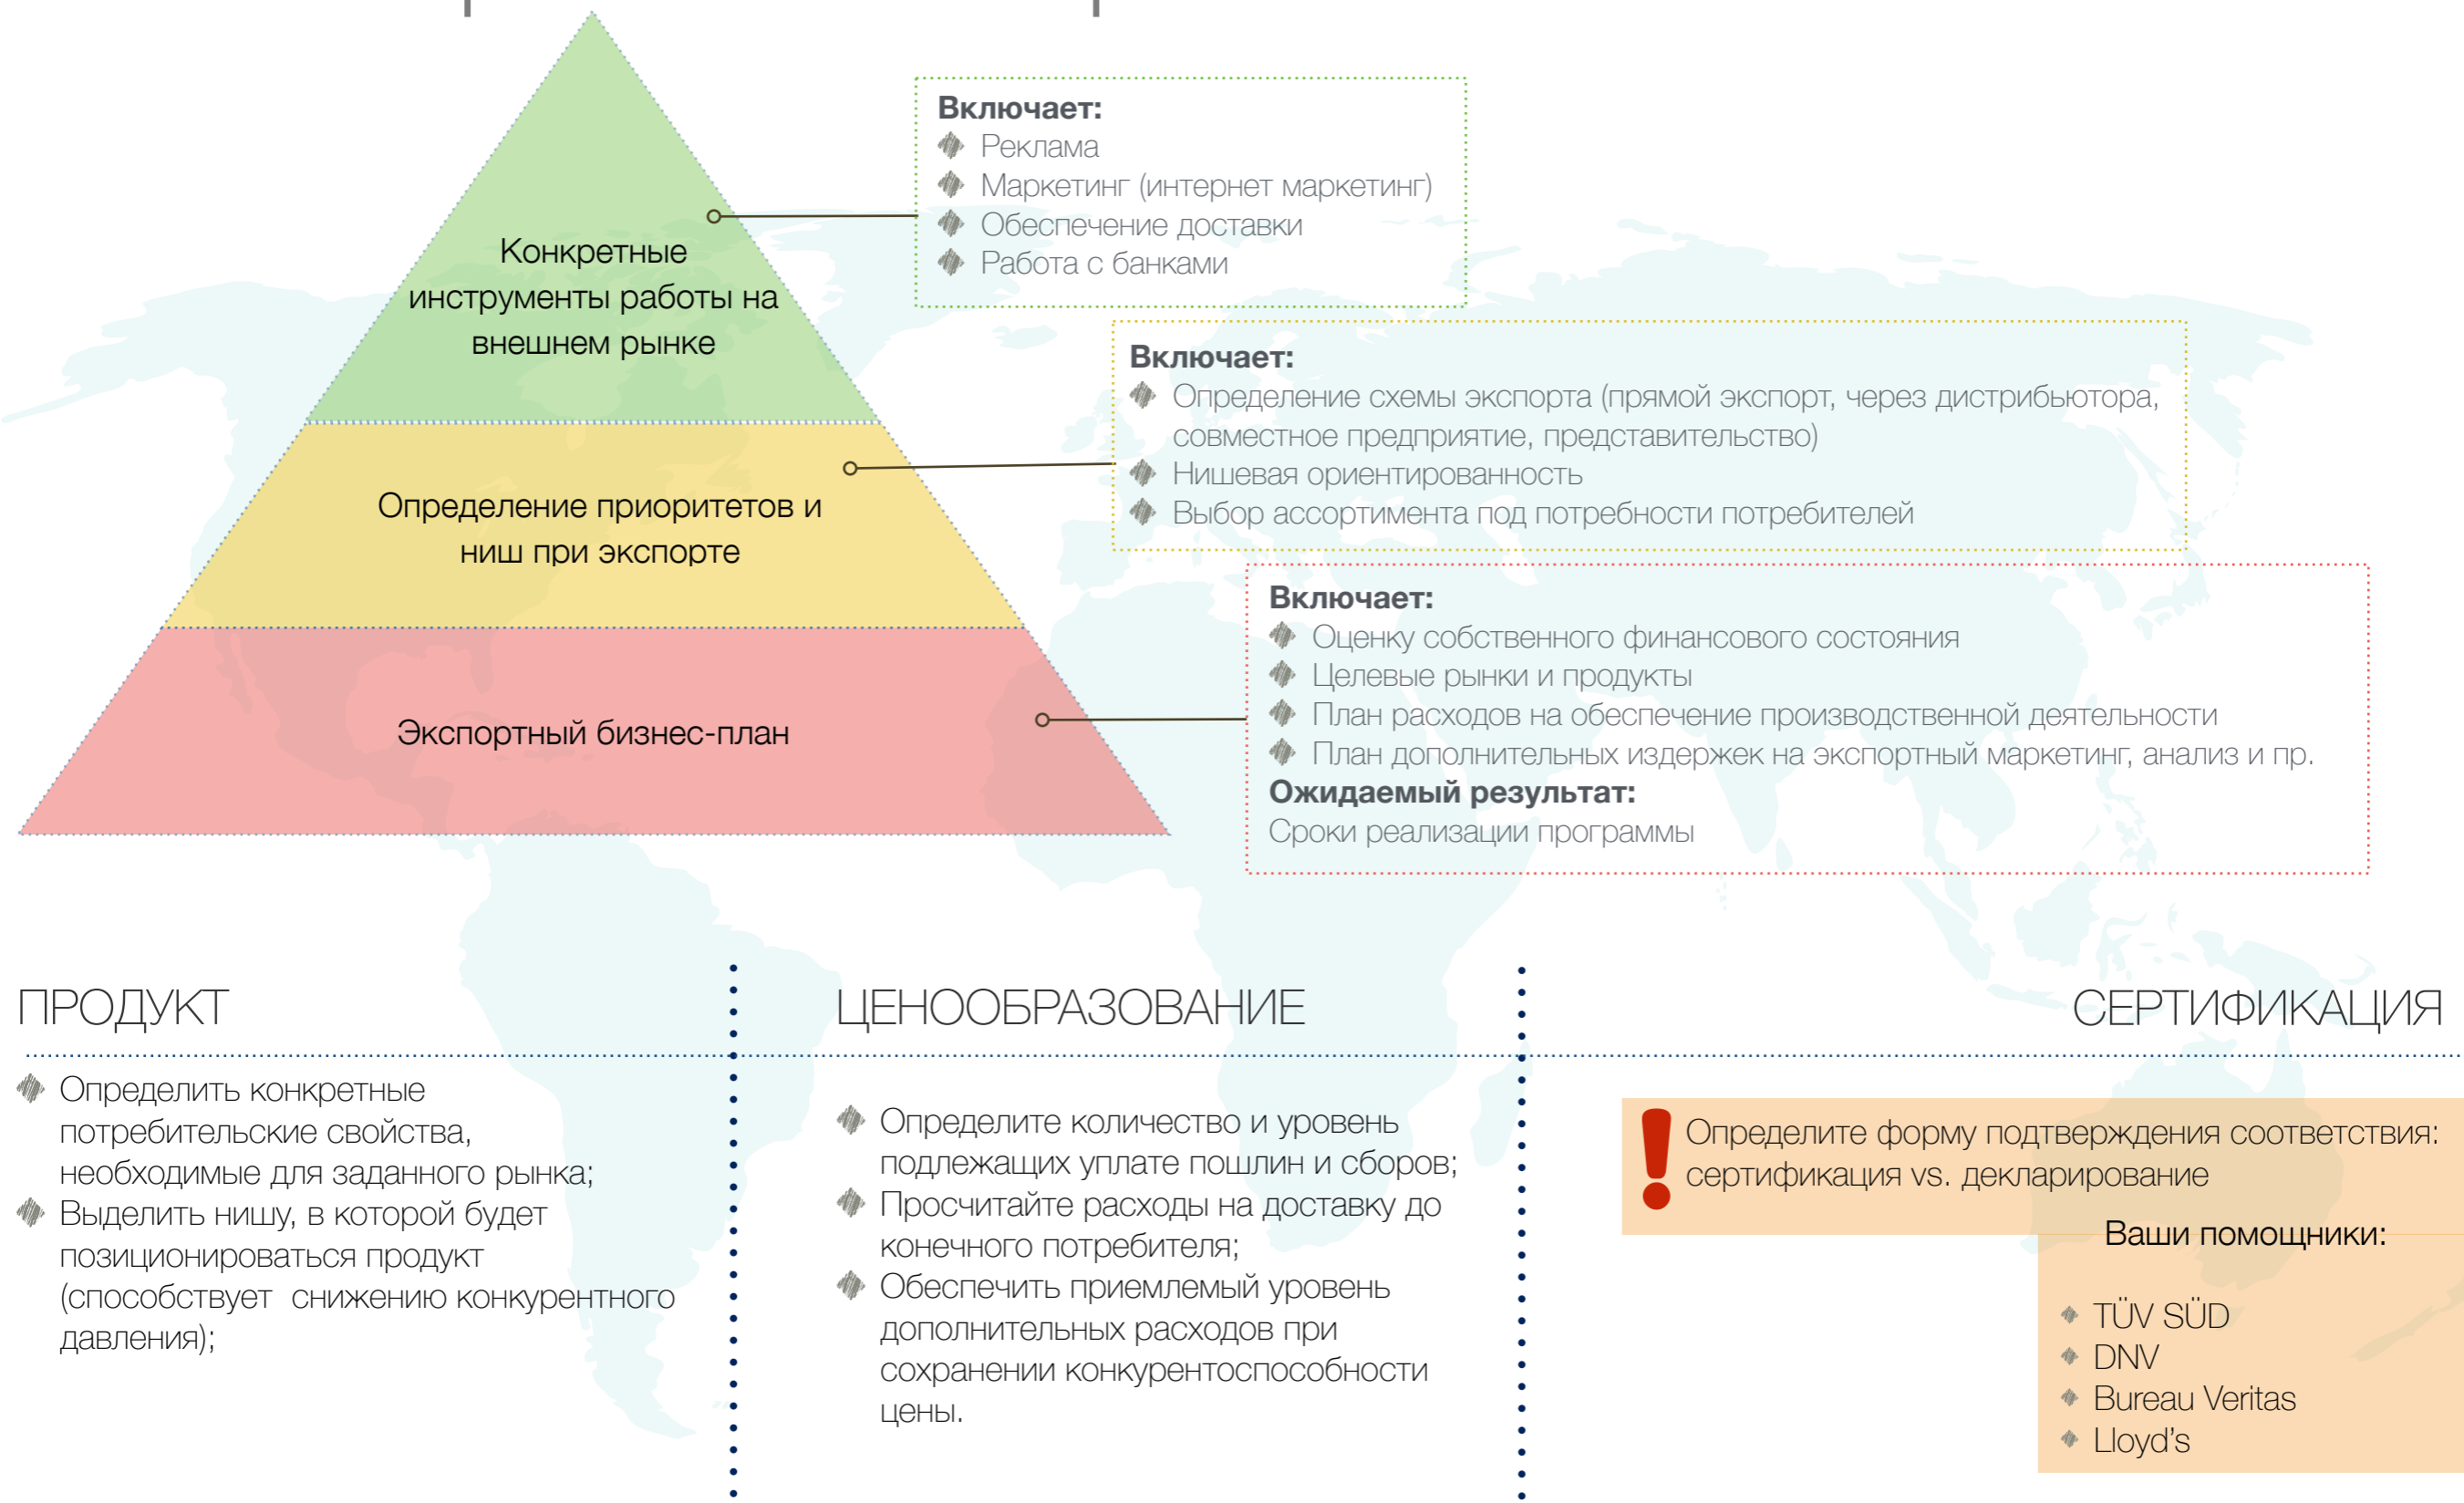 Включает:
Реклама
Маркетинг (интернет маркетинг)
Обеспечение доставки
Работа с банками
Конкретные
инструменты работы на
внешнем рынке
Включает:
Определение схемы экспорта (прямой экспорт, через дистрибьютора,
совместное предприятие, представительство)
Нишевая ориентированность
Выбор ассортимента под потребности потребителей
Определение приоритетов и
ниш при экспорте
Включает:
Оценку собственного финансового состояния
Целевые рынки и продукты
План расходов на обеспечение производственной деятельности
План дополнительных издержек на экспортный маркетинг, анализ и пр.
Ожидаемый результат:
Сроки реализации программы
Экспортный бизнес-план
ПРОДУКТ
Определить конкретные
потребительские свойства,
необходимые для заданного рынка;
Выделить нишу, в которой будет
позиционироваться продукт
(способствует снижению конкурентного
давления);
ЦЕНООБРАЗОВАНИЕ
Определите количество и уровень
подлежащих уплате пошлин и сборов;
Просчитайте расходы на доставку до
конечного потребителя;
Обеспечить приемлемый уровень
дополнительных расходов при
сохранении конкурентоспособности
цены.
СЕРТИФИКАЦИЯ
Определите форму подтверждения соответствия:
сертификация vs. декларирование
Ваши помощники:
TÜV SÜD
DNV
Bureau Veritas
Lloyd’s